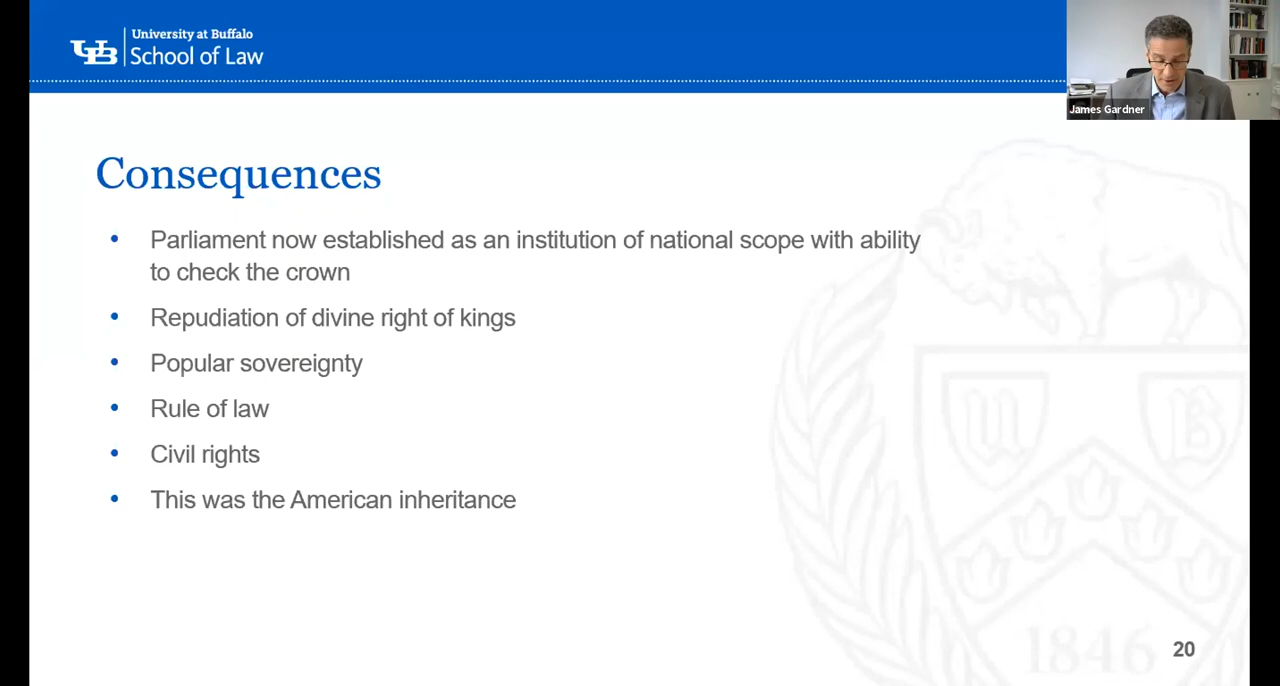 University at Buffalo
UB School of Law
James Gardner
Consequences
• Parliament now established as an institution of national scope with ability
to check the crown
• Repudiation of divine right of kings
• Popular sovereignty
• Rule of law
• Civil rights
• This was the American inheritance
U B
1846
20